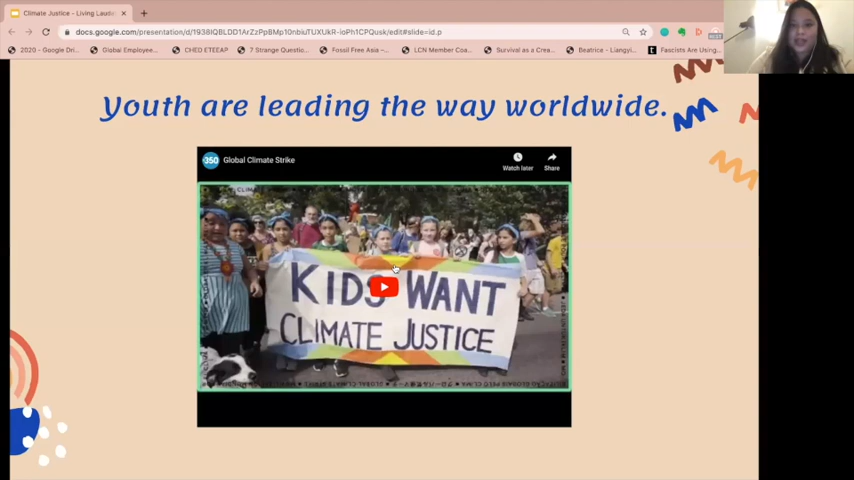 Climate Justice - Living Lauda
docs.google.com/presentation/d/1938IQBLDD1ArZzPpBMp10nbiuTUXUkR-ioPh1CPQusk/edit#slide=id.p
2020 - Google Dri...
Global Employee...
CHED ETEEAP
7 Strange Questio...
Fossil Free Asia -...
LCN Member Coa...
Survival as a Crea...
Beatrice - Liangyi...
Fascists Are Using...
Youth are leading the way worldwide.
350 Global Climate Strike
Watch later
Share
KIDS WANT
CLIMATE JUSTICE